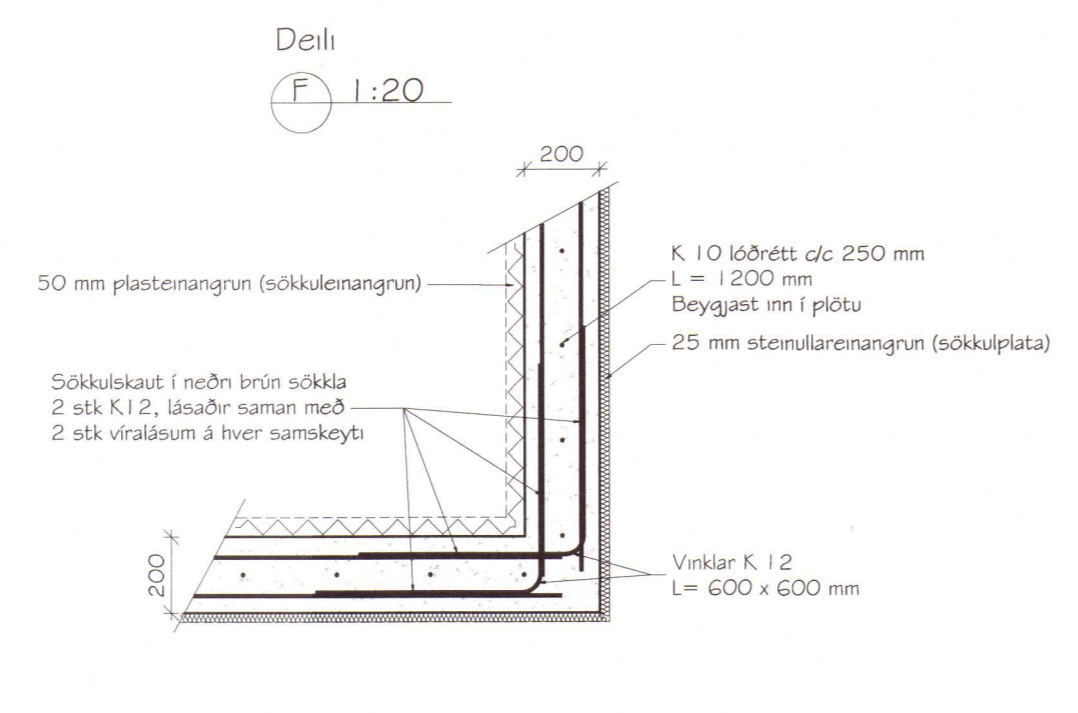 Deili
F 1:20
200
K 10 lóðrétt c/c 250 mm
L = 1200 mm
Beygjast inn í plötu
50 mm plasteinangrun (sökkuleinangrun)
25 mm steinullareinangrun (sökkulplata)
Sökkulskaut í neðri brún sökkla
2 stk K12, lásaðir saman með
2 stk víralásum á hver samskeyti
200
Vinklar K 12
L= 600 x 600 mm